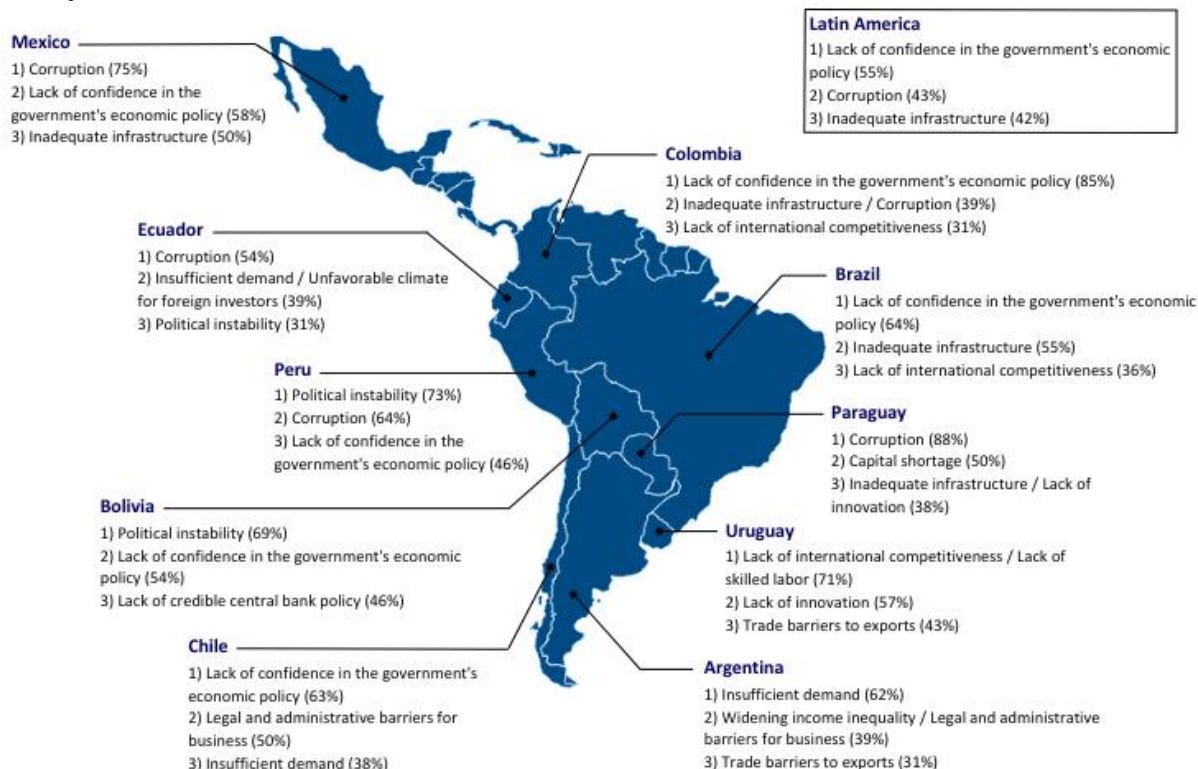 Mexico
1) Corruption (75%)
2) Lack of confidence in the
government's economic policy (58%)
3) Inadequate infrastructure (50%)
Latin America
1) Lack of confidence in the government's economic
policy (55%)
2) Corruption (43%)
3) Inadequate infrastructure (42%)
Colombia
1) Lack of confidence in the government's economic policy (85%)
2) Inadequate infrastructure / Corruption (39%)
3) Lack of international competitiveness (31%)
Ecuador
1) Corruption (54%)
2) Insufficient demand / Unfavorable climate
for foreign investors (39%)
3) Political instability (31%)
Brazil
1) Lack of confidence in the government's economic
policy (64%)
2) Inadequate infrastructure (55%)
3) Lack of international competitiveness (36%)
Peru
1) Political instability (73%)
2) Corruption (64%)
3) Lack of confidence in the
government's economic policy (46%)
Paraguay
1) Corruption (88%)
2) Capital shortage (50%)
3) Inadequate infrastructure / Lack of
innovation (38%)
Bolivia
1) Political instability (69%)
2) Lack of confidence in the government's economic
policy (54%)
3) Lack of credible central bank policy (46%)
Uruguay
1) Lack of international competitiveness / Lack of
skilled labor (71%)
2) Lack of innovation (57%)
3) Trade barriers to exports (43%)
Chile
1) Lack of confidence in the government's
economic policy (63%)
2) Legal and administrative barriers for
business (50%)
3) Insufficient demand (38%)
Argentina
1) Insufficient demand (62%)
2) Widening income inequality / Legal and administrative
barriers for business (39%)
3) Trade barriers to exports (31%)